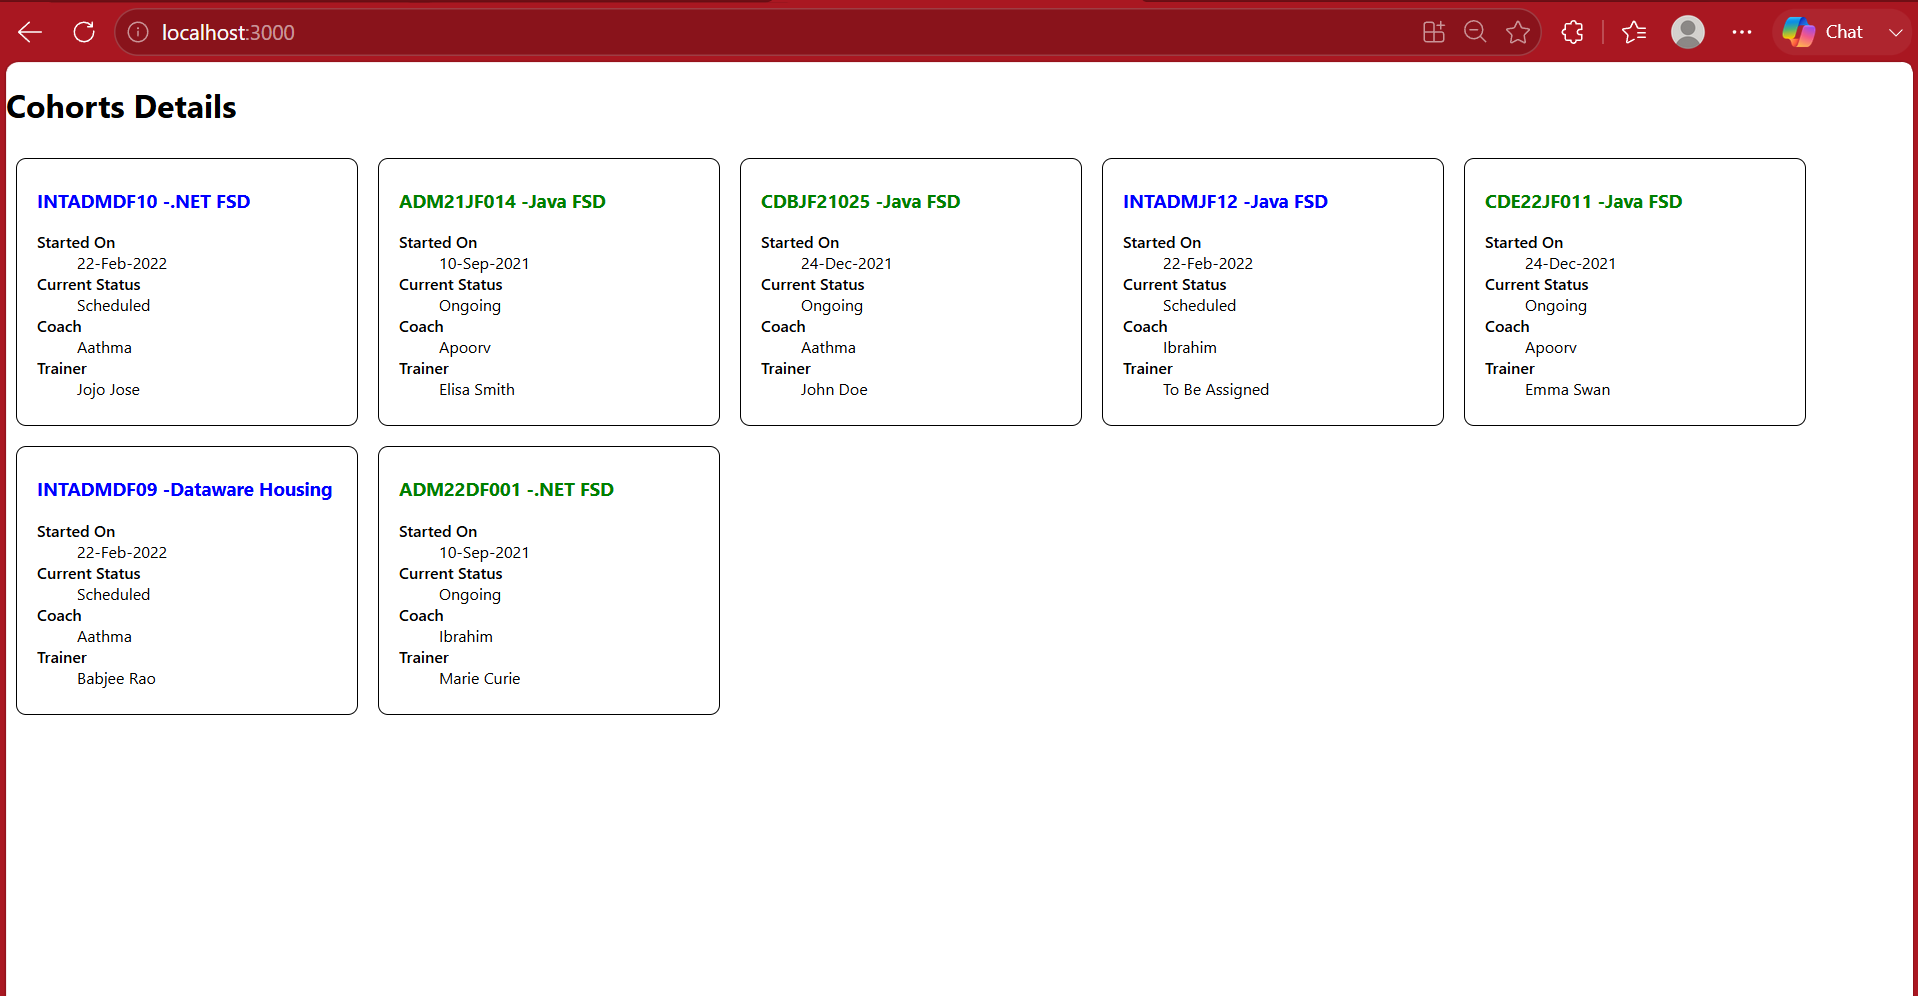 localhost:3000
Chat
Cohorts Details
INTADMDF10 -.NET FSD
Started On
22-Feb-2022
Current Status
Scheduled
Coach
Aathma
Trainer
Jojo Jose
ADM21JF014 -Java FSD
Started On
10-Sep-2021
Current Status
Ongoing
Coach
Apoorv
Trainer
Elisa Smith
CDBJF21025 -Java FSD
Started On
24-Dec-2021
Current Status
Ongoing
Coach
Aathma
Trainer
John Doe
INTADMJF12 -Java FSD
Started On
22-Feb-2022
Current Status
Scheduled
Coach
Ibrahim
Trainer
To Be Assigned
CDE22JF011 -Java FSD
Started On
24-Dec-2021
Current Status
Ongoing
Coach
Apoorv
Trainer
Emma Swan
INTADMDF09 -Dataware Housing
Started On
22-Feb-2022
Current Status
Scheduled
Coach
Aathma
Trainer
Babjee Rao
ADM22DF001 -.NET FSD
Started On
10-Sep-2021
Current Status
Ongoing
Coach
Ibrahim
Trainer
Marie Curie